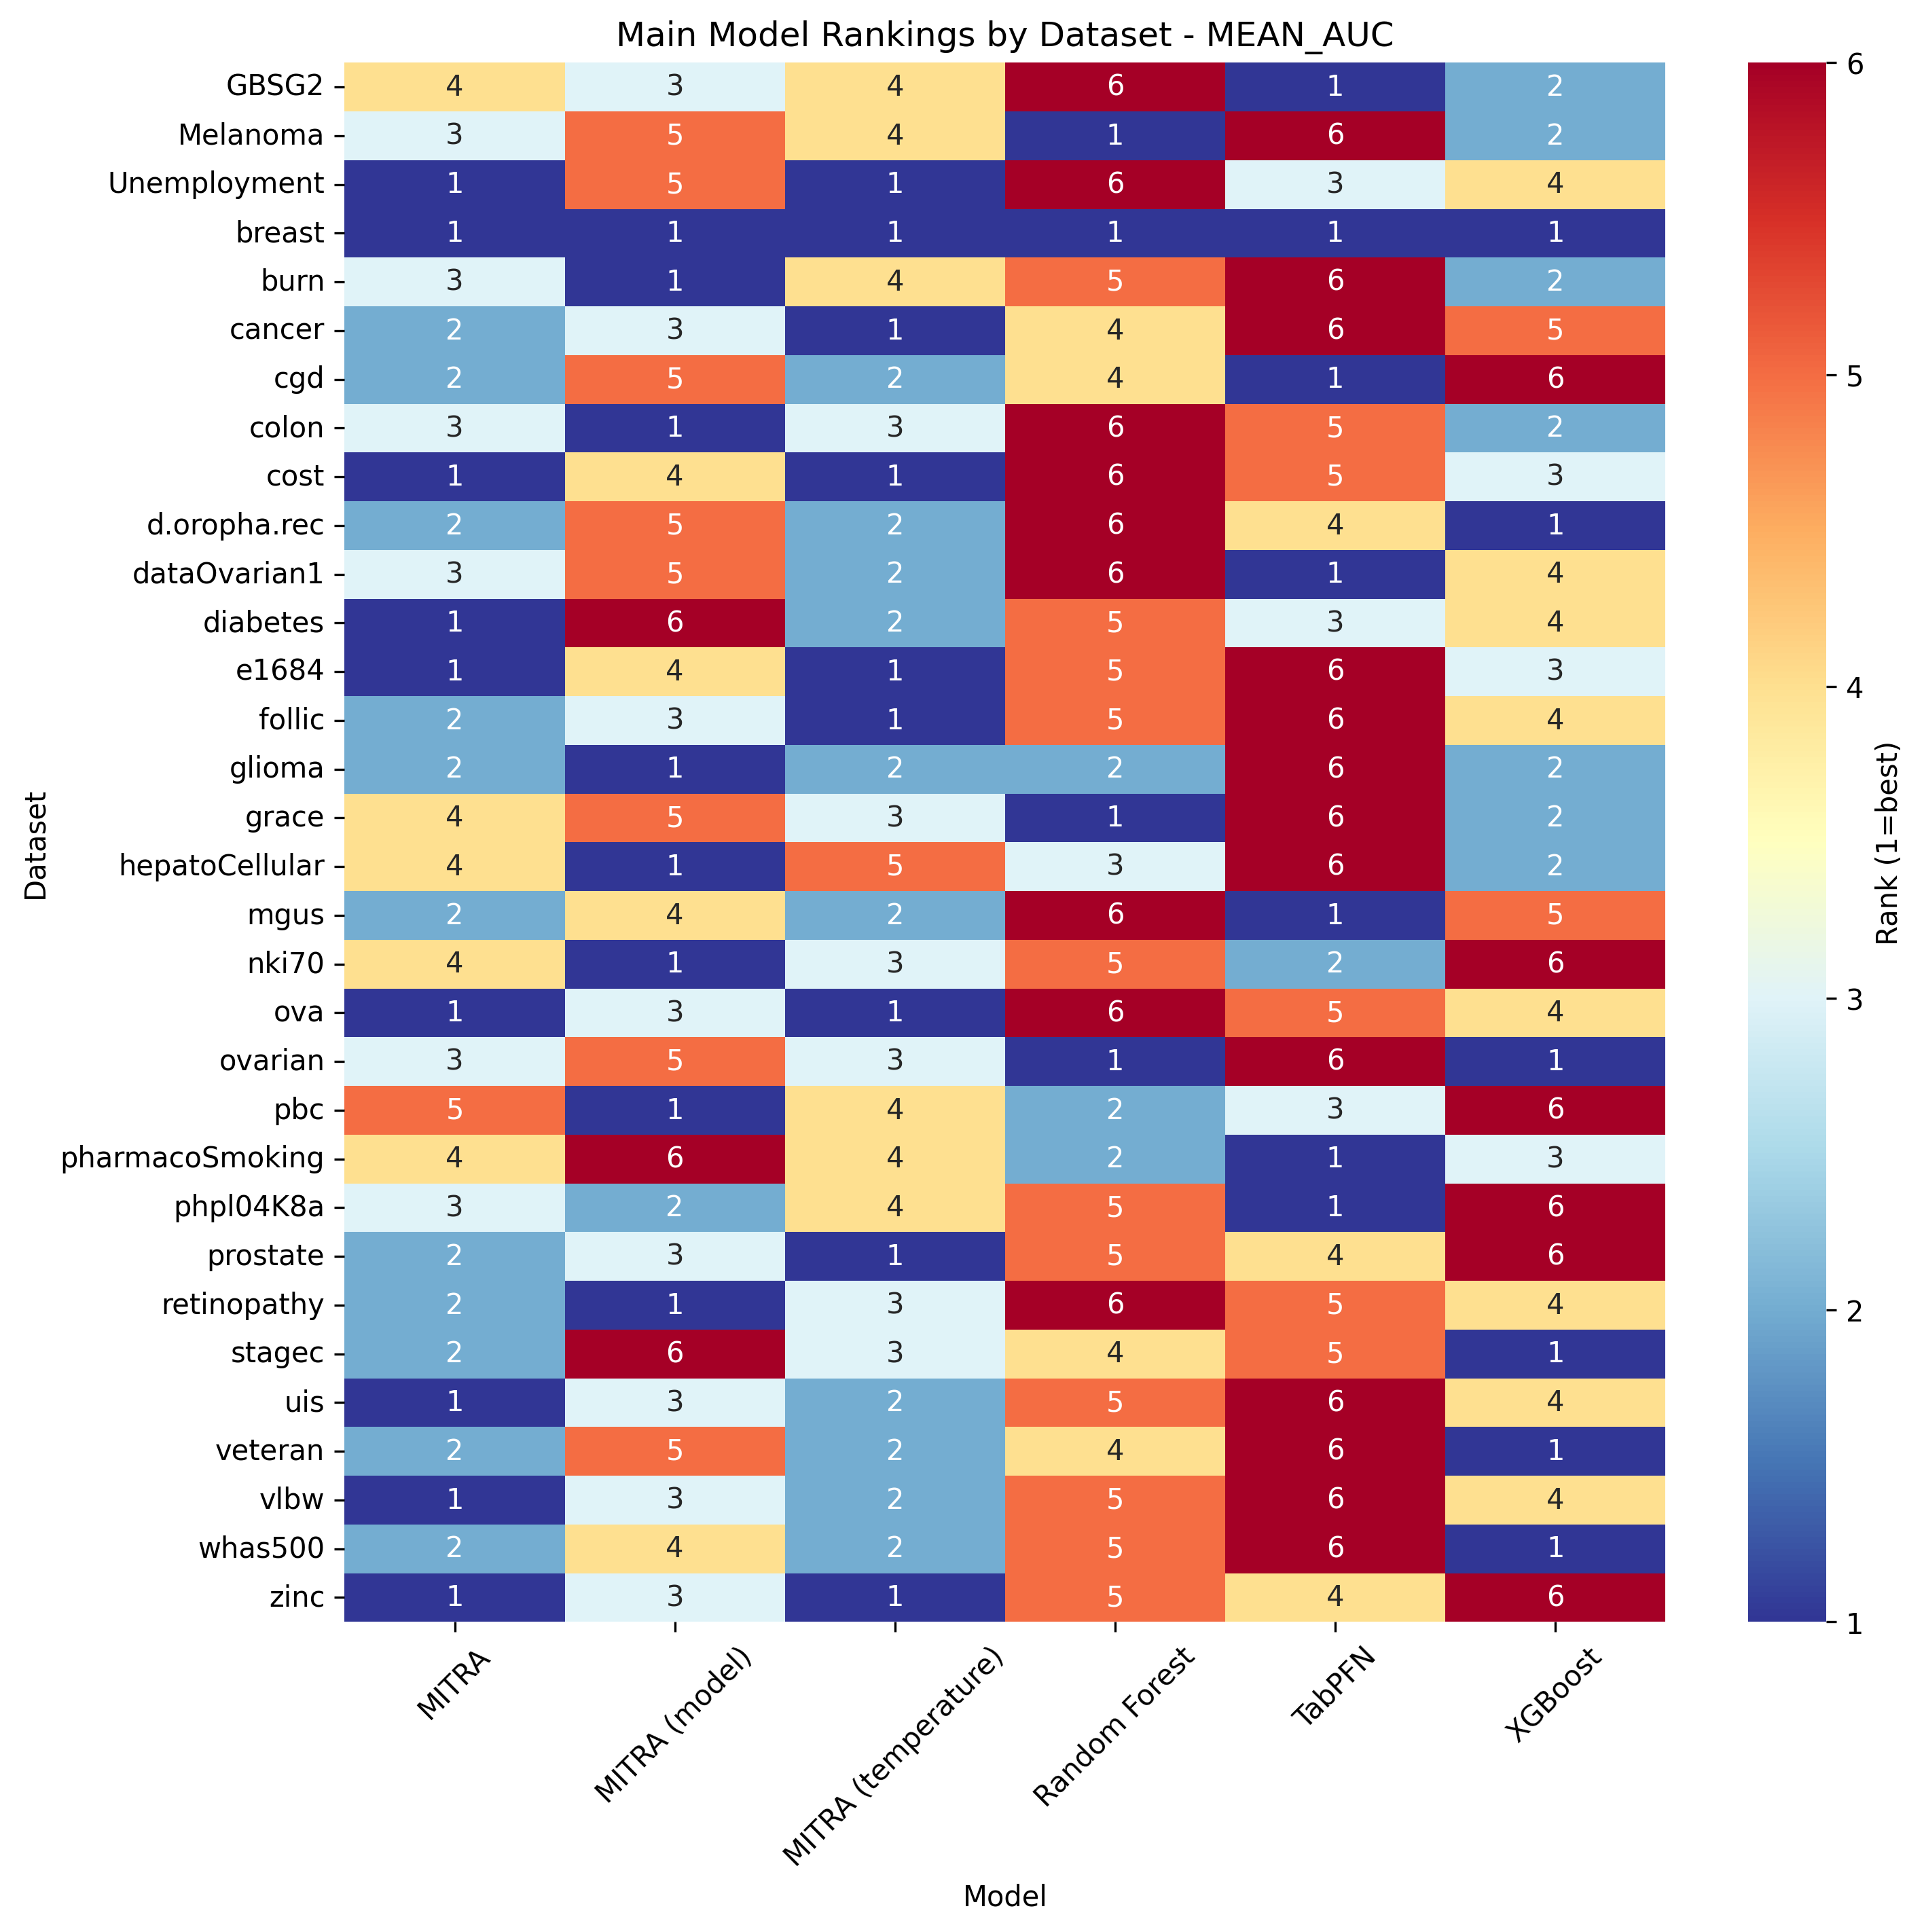 Main Model Rankings by Dataset - MEAN_AUC
GBSG2 4 3 4 6 1 2
Melanoma 3 5 4 1 6 2
Unemployment 1 5 1 6 3 4
breast 1 1 1 1 1 1
burn 3 1 4 5 6 2
cancer 2 3 1 4 6 5
cgd 2 5 2 4 1 6
colon 3 1 3 6 5 2
cost 1 4 1 6 5 3
d.oropha.rec 2 5 2 6 4 1
dataOvarian1 3 5 2 6 1 4
diabetes 1 6 2 5 3 4
e1684 1 4 1 5 6 3
follic 2 3 1 5 6 4
glioma 2 1 2 2 6 2
grace 4 5 3 1 6 2
hepatoCellular 4 1 5 3 6 2
mgus 2 4 2 6 1 5
nki70 4 1 3 5 2 6
ova 1 3 1 6 5 4
ovarian 3 5 3 1 6 1
pbc 5 1 4 2 3 6
pharmacoSmoking 4 6 4 2 1 3
phpl04K8a 3 2 4 5 1 6
prostate 2 3 1 5 4 6
retinopathy 2 1 3 6 5 4
stagec 2 6 3 4 5 1
uis 1 3 2 5 6 4
veteran 2 5 2 4 6 1
vlbw 1 3 2 5 6 4
whas500 2 4 2 5 6 1
zinc 1 3 1 5 4 6
Dataset
MITRA
MITRA (model)
MITRA (temperature)
Random Forest
TabPFN
XGBoost
Model
6
5
4
3
2
1
Rank (1=best)